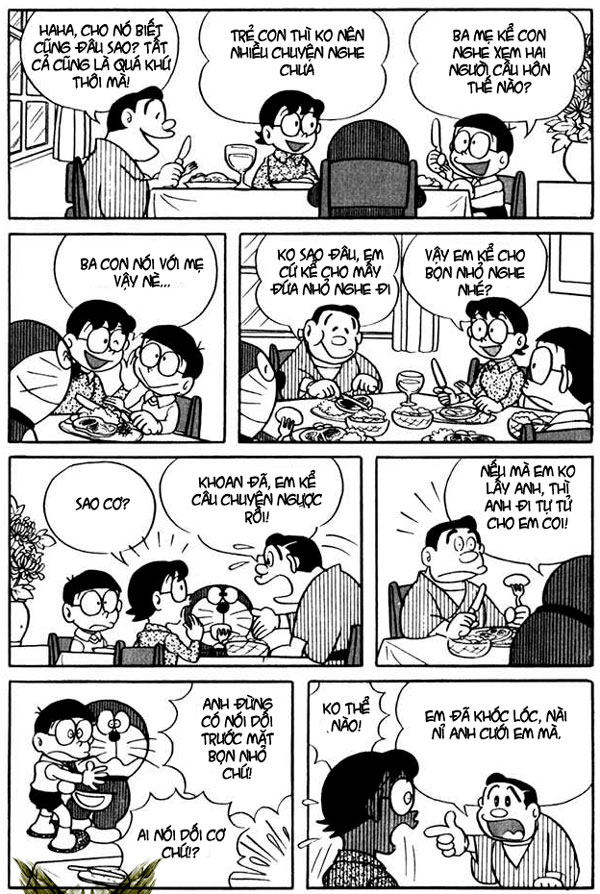 BA MẸ KỂ CON
NGHE XEM HAI
NGƯỜI CẦU HÔN
THẾ NÀO?
TRẺ CON THÌ KO NÊN
NHIỀU CHUYỆN NGHE
CHƯA
HAHA, CHO NÓ BIẾT
CŨNG ĐÂU SAO? TẤT
CẢ CŨNG LÀ QUÁ KHỨ
THÔI MÀ!
VẬY EM KỂ CHO
BỌN NHỎ NGHE
NHÉ?
KO SAO ĐÂU, EM
CỨ KỂ CHO MẤY
ĐỨA NHỎ NGHE ĐI
BA CON NÓI VỚI MẸ
VẬY NÈ...
NẾU MÀ EM KO
LẤY ANH, THÌ
ANH ĐI TỰ TỬ
CHO EM COI!
KHOAN ĐÃ, EM KỂ
CÂU CHUYỆN NGƯỢC
RỒI!
SAO CƠ?
EM ĐÃ KHÓC LÓC, NÀI
NỈ ANH CƯỚI EM MÀ.
KO THỂ
NÀO!
ANH ĐỪNG
CÓ NÓI DỐI
TRƯỚC MẶT
BỌN NHỎ
CHỨ!
AI NÓI DỐI CƠ
CHỨ!?